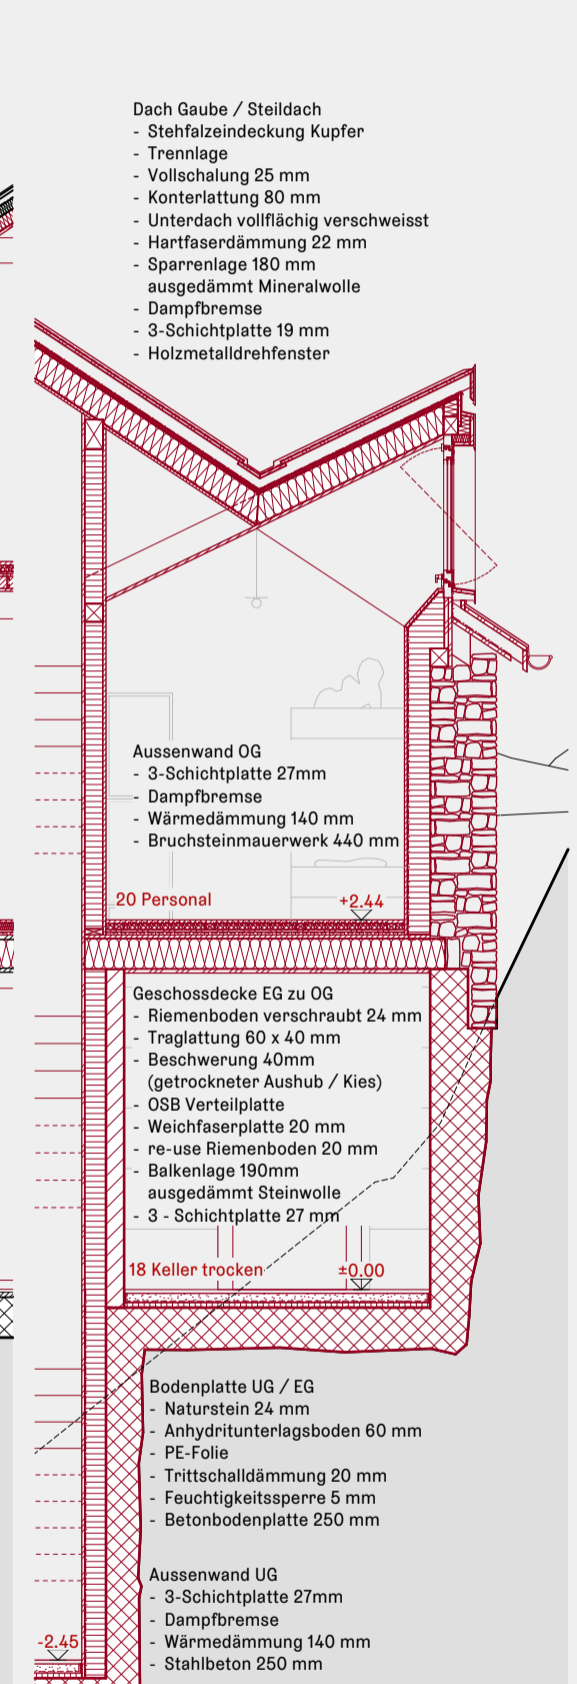 Dach Gaube / Steildach
- Stehfalzeindeckung Kupfer
- Trennlage
- Vollschalung 25 mm
- Konterlattung 80 mm
- Unterdach vollflächig verschweisst
- Hartfaserdämmung 22 mm
- Sparrenlage 180 mm
ausgedämmt Mineralwolle
- Dampfbremse
- 3-Schichtplatte 19 mm
- Holzmetalldrehfenster
Aussenwand OG
- 3-Schichtplatte 27mm
- Dampfbremse
- Wärmedämmung 140 mm
- Bruchsteinmauerwerk 440 mm
20 Personal
+2.44
Geschossdecke EG zu OG
- Riemenboden verschraubt 24 mm
- Traglattung 60 x 40 mm
- Beschwerung 40mm
(getrockneter Aushub / Kies)
- OSB Verteilplatte
- Weichfaserplatte 20 mm
- re-use Riemenboden 20 mm
- Balkenlage 190mm
ausgedämmt Steinwolle
- 3 - Schichtplatte 27 mm
18 Keller trocken
±0.00
Bodenplatte UG / EG
- Naturstein 24 mm
- Anhydritunterlagsboden 60 mm
- PE-Folie
- Trittschalldämmung 20 mm
- Feuchtigkeitssperre 5 mm
- Betonbodenplatte 250 mm
Aussenwand UG
- 3-Schichtplatte 27mm
- Dampfbremse
- Wärmedämmung 140 mm
- Stahlbeton 250 mm
-2.45